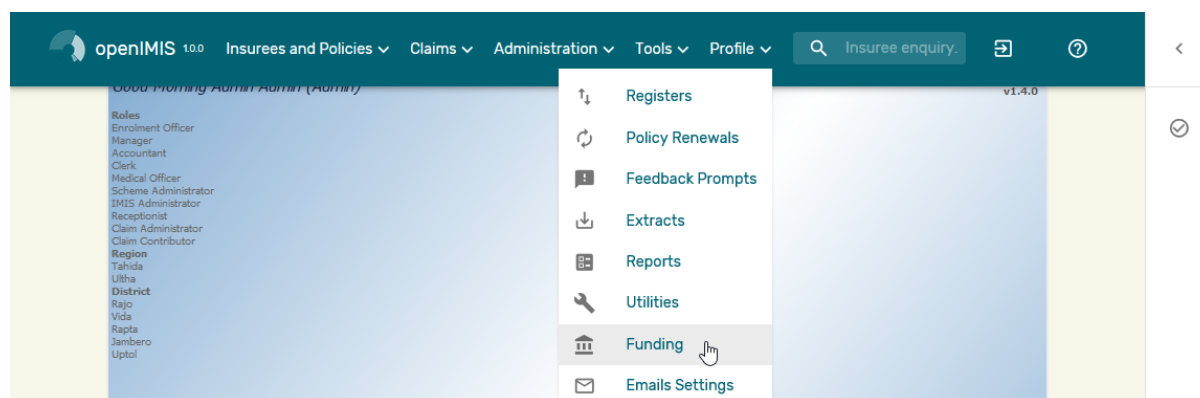 openIMIS 1.0.0 Insurees and Policies Claims Administration Tools Profile Insuree enquiry.
Good Morning Admin Admin (Admin)
v1.4.0
Roles
Enrolment Officer
Manager
Accountant
Clerk
Medical Officer
Scheme Administrator
IMIS Administrator
Receptionist
Claim Administrator
Claim Contributor
Region
Tahida
Ultha
District
Rajo
Vida
Rapta
Jambero
Uptol
Registers
Policy Renewals
Feedback Prompts
Extracts
Reports
Utilities
Funding
Emails Settings